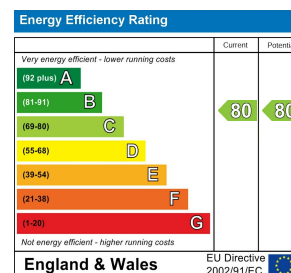 Energy Efficiency Rating
Current Potenti
Very energy efficient - lower running costs
(92 plus) A
(81-91) B
(69-80) C
(55-68) D
(39-54) E
(21-38) F
(1-20) G
80 80
Not energy efficient - higher running costs
England & Wales
EU Directive
2002/91/EC